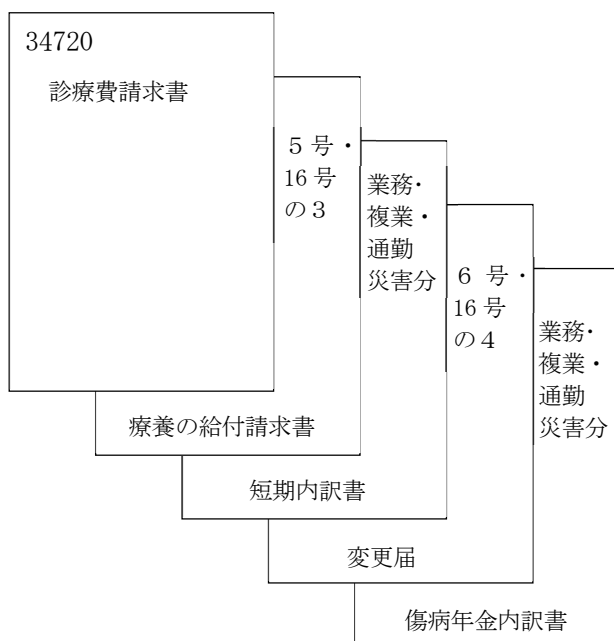 34720
診療費請求書
５号・
16号
の３
療養の給付請求書
業務・
複業・
通勤
災害分
短期内訳書
６号・
16号
の４
変更届
業務・
複業・
通勤
災害分
傷病年金内訳書